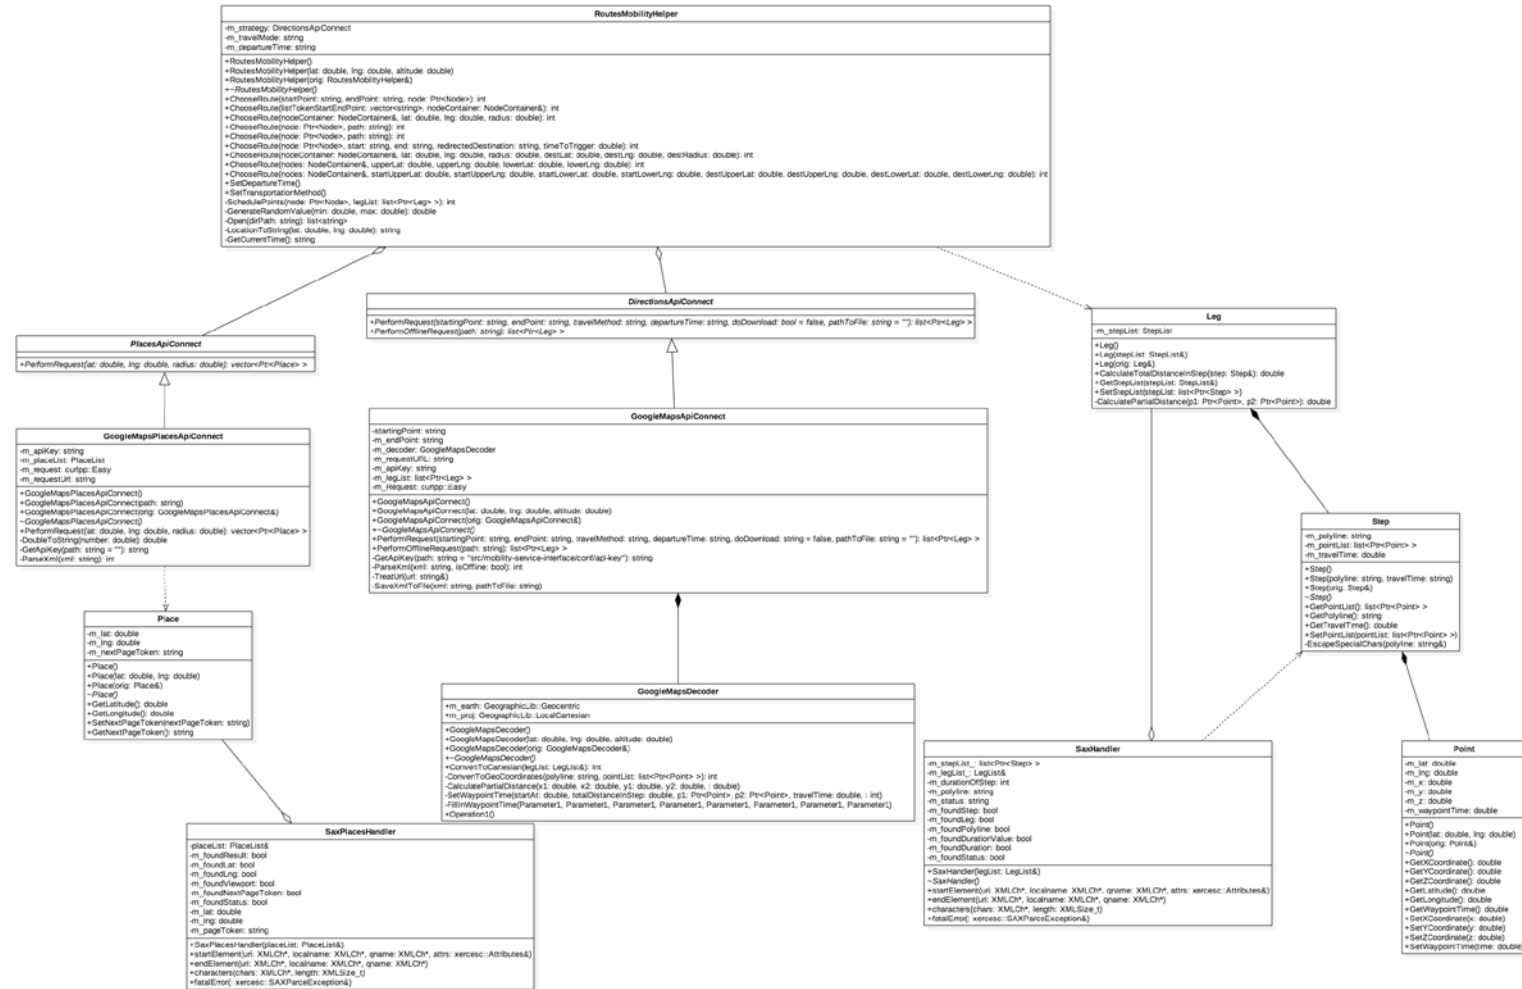 RoutesMobilityHelper
-m_strategy: DirectionsApiConnect
-m_travelMode: string
-m_departureTime: string
+RoutesMobilityHelper()
+RoutesMobilityHelper(lat: double, lng: double, altitude: double)
+RoutesMobilityHelper(orig: RoutesMobilityHelper&)
+~RoutesMobilityHelper()
+ChooseRoute(startPoint: string, endPoint: string, node: Ptr<Node>): int
+ChooseRoute(listTokenStartEndPoint: vector<string>, nodeContainer: NodeContainer&): int
+ChooseRoute(nodeContainer: NodeContainer&, lat: double, lng: double, radius: double): int
+ChooseRoute(node: Ptr<Node>, path: string): int
+ChooseRoute(node: Ptr<Node>, path: string): int
+ChooseRoute(node: Ptr<Node>, start: string, end: string, redirectedDestination: string, timeToTrigger: double): int
+ChooseRoute(nodeContainer: NodeContainer&, lat: double, lng: double, radius: double, destLat: double, destLng: double, destRadius: double): int
+ChooseRoute(nodes: NodeContainer&, upperLat: double, upperLng: double, lowerLat: double, lowerLng: double): int
+ChooseRoute(nodes: NodeContainer&, startUpperLat: double, startUpperLng: double, startLowerLat: double, startLowerLng: double, destUpperLat: double, destUpperLng: double, destLowerLat: double, destLowerLng: double): int
+SetDepartureTime()
+SetTransportationMethod()
-SchedulePoints(node: Ptr<Node>, legList: list<Ptr<Leg> >): int
-GenerateRandomValue(min: double, max: double): double
-Open(dirPath: string): list<string>
-LocationToString(lat: double, lng: double): string
-GetCurrentTime(): string
DirectionsApiConnect
+PerformRequest(startingPoint: string, endPoint: string, travelMethod: string, departureTime: string, doDownload: bool = false, pathToFile: string = ""): list<Ptr<Leg> >
+PerformOfflineRequest(path: string): list<Ptr<Leg> >
Leg
-m_stepList: StepList
+Leg()
+Leg(stepList: StepList&)
+Leg(orig: Leg&)
+CalculateTotalDistanceInStep(step: Step&): double
+GetStepList(stepList: StepList&)
+SetStepList(stepList: list<Ptr<Step> >)
-CalculatePartialDistance(p1: Ptr<Point>, p2: Ptr<Point>): double
PlacesApiConnect
+PerformRequest(lat: double, lng: double, radius: double): vector<Ptr<Place> >
GoogleMapsPlacesApiConnect
-m_apiKey: string
-m_placeList: PlaceList
-m_request: curlpp::Easy
-m_requestUrl: string
+GoogleMapsPlacesApiConnect()
+GoogleMapsPlacesApiConnect(path: string)
+GoogleMapsPlacesApiConnect(orig: GoogleMapsPlacesApiConnect&)
~GoogleMapsPlacesApiConnect()
+PerformRequest(lat: double, lng: double, radius: double): vector<Ptr<Place> >
-DoubleToString(number: double): double
-GetApiKey(path: string = ""): string
-ParseXml(xml: string): int
GoogleMapsApiConnect
-startingPoint: string
-m_endPoint: string
-m_decoder: GoogleMapsDecoder
-m_requestURL: string
-m_apiKey: string
-m_legList: list<Ptr<Leg> >
-m_Request: curlpp::Easy
+GoogleMapsApiConnect()
+GoogleMapsApiConnect(lat: double, lng: double, altitude: double)
+GoogleMapsApiConnect(orig: GoogleMapsApiConnect&)
+~GoogleMapsApiConnect()
+PerformRequest(startingPoint: string, endPoint: string, travelMethod: string, departureTime: string, doDownload: string = false, pathToFile: string = ""): list<Ptr<Leg> >
+PerformOfflineRequest(path: string): list<Ptr<Leg> >
-GetApiKey(path: string = "src/mobility-service-interface/conf/api-key"): string
-ParseXml(xml: string, isOffline: bool): int
-TreatUrl(url: string&)
-SaveXmlToFile(xml: string, pathToFile: string)
Step
-m_polyline: string
-m_pointList: list<Ptr<Point> >
-m_travelTime: double
+Step()
+Step(polyline: string, travelTime: string)
+Step(orig: Step&)
~Step()
+GetPointList(): list<Ptr<Point> >
+GetPolyline(): string
+GetTravelTime(): double
+SetPointList(pointList: list<Ptr<Point> >)
-EscapeSpecialChars(polyline: string&)
Place
-m_lat: double
-m_lng: double
-m_nextPageToken: string
+Place()
+Place(lat: double, lng: double)
+Place(orig: Place&)
~Place()
+GetLatitude(): double
+GetLongitude(): double
+SetNextPageToken(nextPageToken: string)
+GetNextPageToken(): string
GoogleMapsDecoder
+m_earth: GeographicLib::Geocentric
+m_proj: GeographicLib::LocalCartesian
+GoogleMapsDecoder()
+GoogleMapsDecoder(lat: double, lng: double, altitude: double)
+GoogleMapsDecoder(orig: GoogleMapsDecoder&)
+~GoogleMapsDecoder()
+ConvertToCartesian(legList: LegList&): int
-ConvertToGeoCoordinates(polyline: string, pointList: list<Ptr<Point> >): int
-CalculatePartialDistance(x1: double, x2: double, y1: double, y2: double, : double)
-SetWaypointTime(startAt: double, totalDistanceInStep: double, p1: Ptr<Point>, p2: Ptr<Point>, travelTime: double, : int)
-FillInWaypointTime(Parameter1, Parameter1, Parameter1, Parameter1, Parameter1, Parameter1, Parameter1, Parameter1)
+Operation1()
SaxHandler
-m_stepList_: list<Ptr<Step> >
-m_legList_: LegList&
-m_durationOfStep: int
-m_polyline: string
-m_status: string
-m_foundStep: bool
-m_foundLeg: bool
-m_foundPolyline: bool
-m_foundDurationValue: bool
-m_foundDuration: bool
-m_foundStatus: bool
+SaxHandler(legList: LegList&)
~SaxHandler()
+startElement(uri: XMLCh*, localname: XMLCh*, qname: XMLCh*, attrs: xercesc::Attributes&)
+endElement(uri: XMLCh*, localname: XMLCh*, qname: XMLCh*)
+characters(chars: XMLCh*, length: XMLSize_t)
+fatalError(: xercesc::SAXParseException&)
Point
-m_lat: double
-m_lng: double
-m_x: double
-m_y: double
-m_z: double
-m_waypointTime: double
+Point()
+Point(lat: double, lng: double)
+Point(orig: Point&)
~Point()
+GetXCoordinate(): double
+GetYCoordinate(): double
+GetZCoordinate(): double
+GetLatitude(): double
+GetLongitude(): double
+GetWaypointTime(): double
+SetXCoordinate(x: double)
+SetYCoordinate(y: double)
+SetZCoordinate(z: double)
+SetWaypointTime(time: double
SaxPlacesHandler
-placeList: PlaceList&
-m_foundResult: bool
-m_foundLat: bool
-m_foundLng: bool
-m_foundViewport: bool
-m_foundNextPageToken: bool
-m_foundStatus: bool
-m_lat: double
-m_lng: double
-m_pageToken: string
+SaxPlacesHandler(placeList: PlaceList&)
+startElement(uri: XMLCh*, localname: XMLCh*, qname: XMLCh*, attrs: xercesc::Attributes&)
+endElement(uri: XMLCh*, localname: XMLCh*, qname: XMLCh*)
+characters(chars: XMLCh*, length: XMLSize_t)
+fatalError(: xercesc::SAXParceException&)